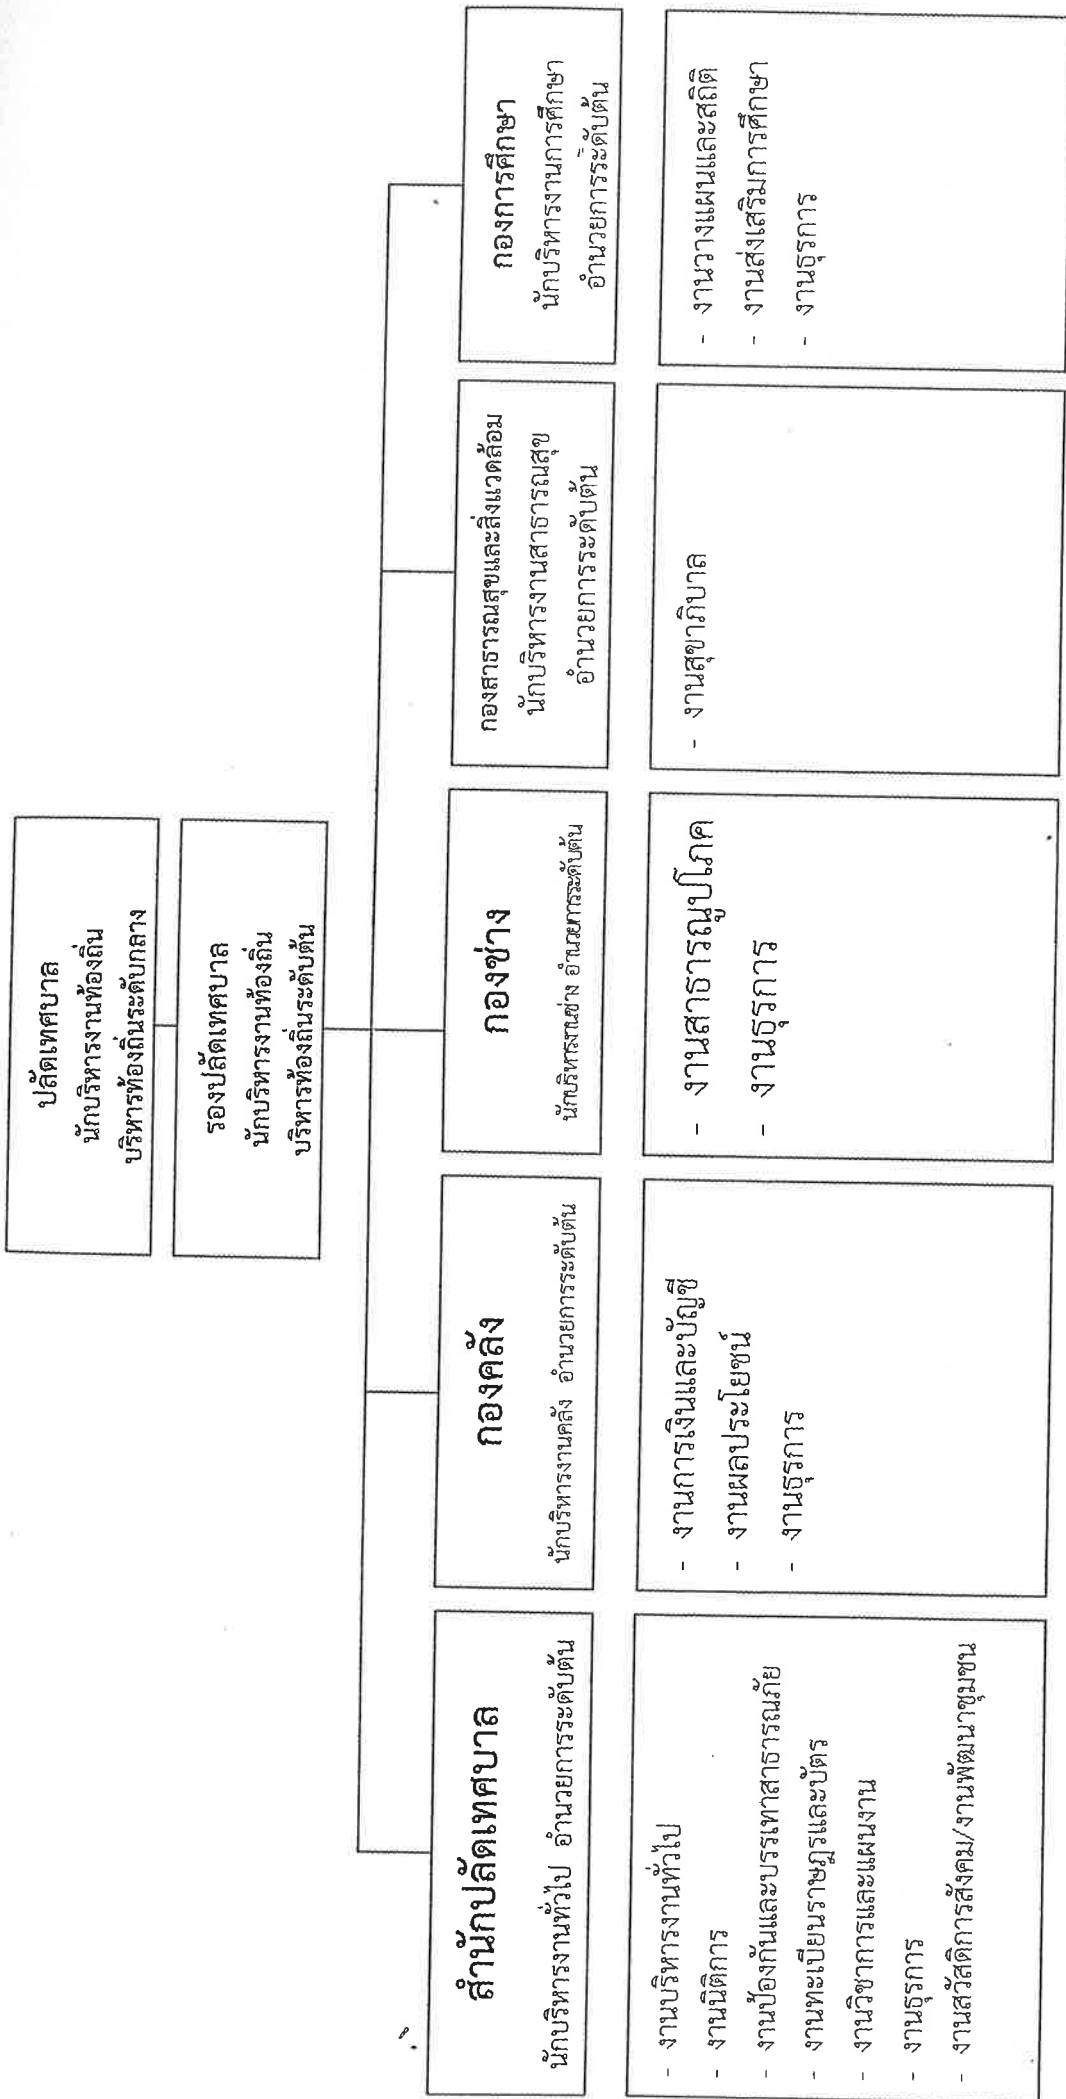 ปลัดเทศบาล
นักบริหารงานท้องถิ่น
บริหารท้องถิ่นระดับกลาง
รองปลัดเทศบาล
นักบริหารงานท้องถิ่น
บริหารท้องถิ่นระดับต้น
สำนักปลัดเทศบาล
นักบริหารงานทั่วไป อำนวยการระดับต้น
กองคลัง
นักบริหารงานคลัง อำนวยการระดับต้น
กองช่าง
นักบริหารงานช่าง อำนวยการระดับต้น
กองสาธารณสุขและสิ่งแวดล้อม
นักบริหารงานสาธารณสุข
อำนวยการระดับต้น
กองการศึกษา
นักบริหารงานการศึกษา
อำนวยการระดับต้น
- งานบริหารงานทั่วไป
- งานนิติการ
- งานป้องกันและบรรเทาสาธารณภัย
- งานทะเบียนราษฎรและบัตร
- งานวิชาการและแผนงาน
- งานธุรการ
- งานสวัสดิการสังคม/งานพัฒนาชุมชน
- งานการเงินและบัญชี
- งานผลประโยชน์
- งานธุรการ
- งานสาธารณูปโภค
- งานธุรการ
- งานสุขาภิบาล
- งานวางแผนและสถิติ
- งานส่งเสริมการศึกษา
- งานธุรการ